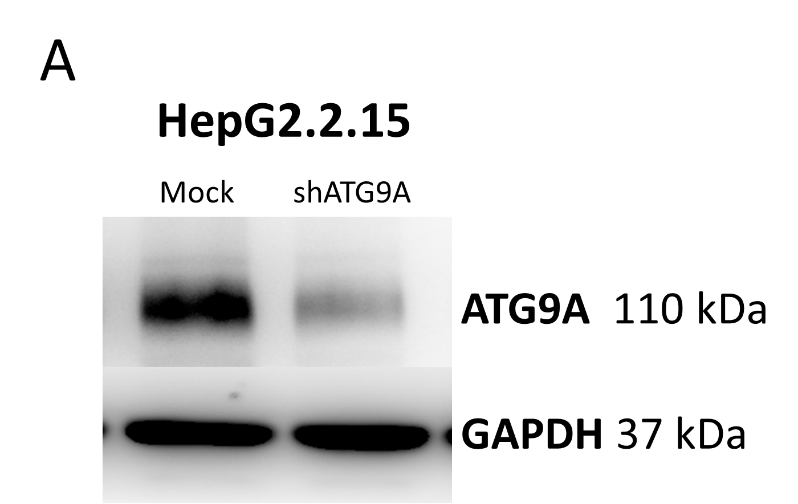 A
HepG2.2.15
Mock shATG9A
ATG9A 110 kDa
GAPDH 37 kDa